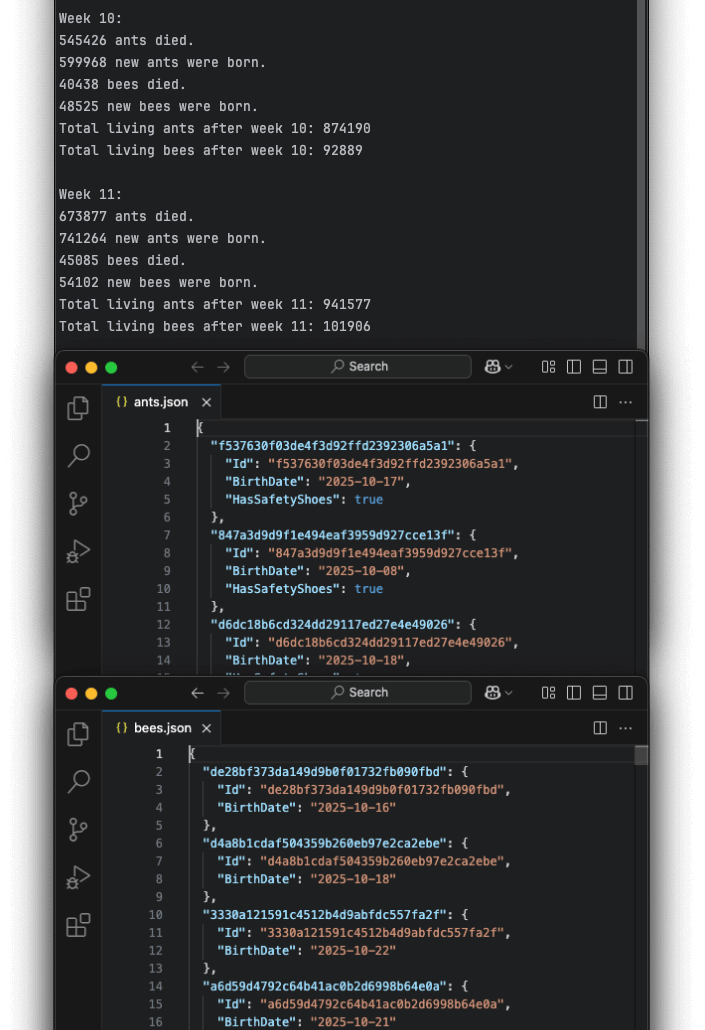 Week 10:
545426 ants died.
599968 new ants were born.
40438 bees died.
48525 new bees were born.
Total living ants after week 10: 874190
Total living bees after week 10: 92889
Week 11:
673877 ants died.
741264 new ants were born.
45085 bees died.
54102 new bees were born.
Total living ants after week 11: 941577
Total living bees after week 11: 101906
Search
{} ants.json
1 {
2 "f537630f03de4f3d92ffd2392306a5a1": {
3 "Id": "f537630f03de4f3d92ffd2392306a5a1",
4 "BirthDate": "2025-10-17",
5 "HasSafetyShoes": true
6 },
7 "847a3d9d9f1e494eaf3959d927cce13f": {
8 "Id": "847a3d9d9f1e494eaf3959d927cce13f",
9 "BirthDate": "2025-10-08",
10 "HasSafetyShoes": true
11 },
12 "d6dc18b6cd324dd29117ed27e4e49026": {
13 "Id": "d6dc18b6cd324dd29117ed27e4e49026",
14 "BirthDate": "2025-10-18",
Search
{} bees.json
1 {
2 "de28bf373da149d9b0f01732fb090fbd": {
3 "Id": "de28bf373da149d9b0f01732fb090fbd",
4 "BirthDate": "2025-10-16"
5 },
6 "d4a8b1cdaf504359b260eb97e2ca2ebe": {
7 "Id": "d4a8b1cdaf504359b260eb97e2ca2ebe",
8 "BirthDate": "2025-10-18"
9 },
10 "3330a121591c4512b4d9abfdc557fa2f": {
11 "Id": "3330a121591c4512b4d9abfdc557fa2f",
12 "BirthDate": "2025-10-22"
13 },
14 "a6d59d4792c64b41ac0b2d6998b64e0a": {
15 "Id": "a6d59d4792c64b41ac0b2d6998b64e0a",
16 "BirthDate": "2025-10-21"